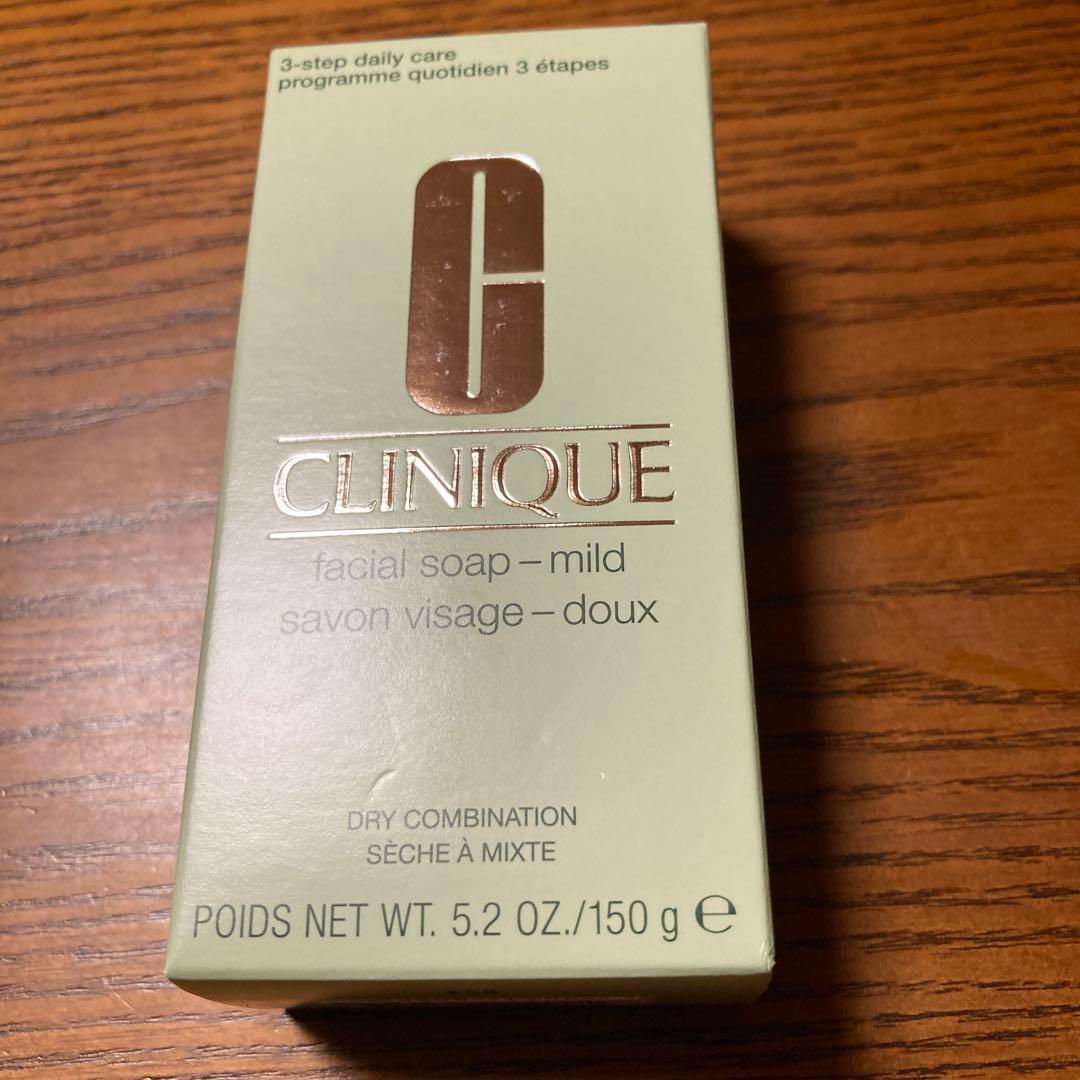 3-step daily care
programme quotidien 3 étapes
C
CLINIQUE
facial soap – mild
savon visage – doux
DRY COMBINATION
SÈCHE À MIXTE
POIDS NET WT. 5.2 OZ./150 g ℮